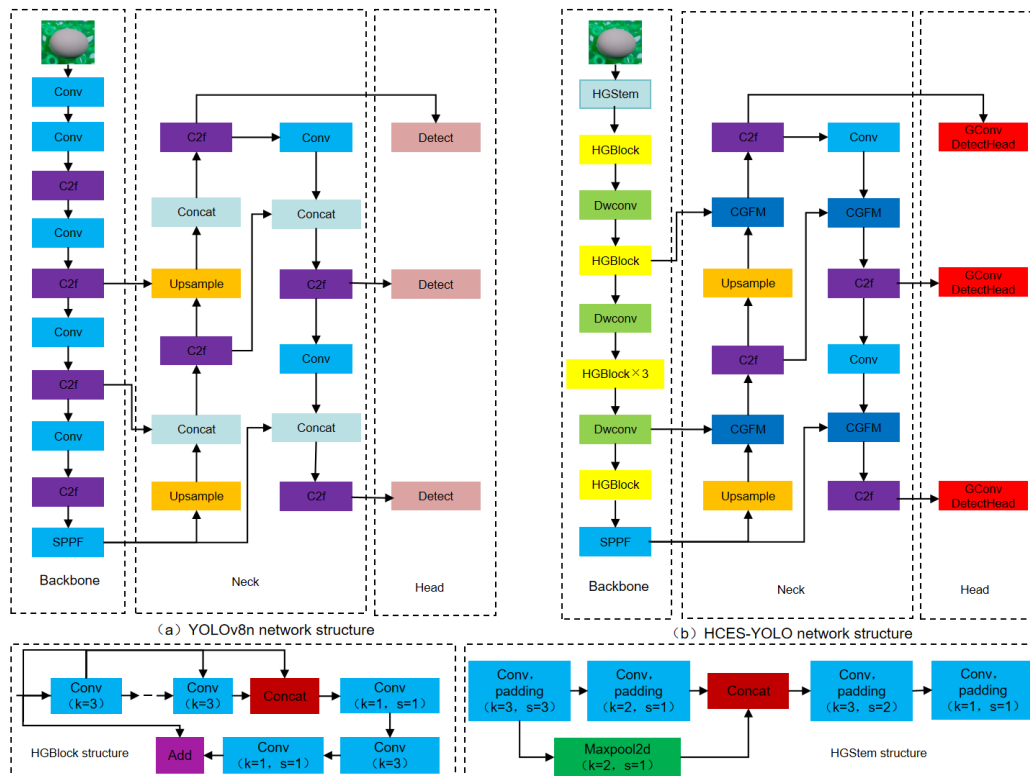 Conv
Conv
C2f
Conv
C2f
Conv
C2f
Conv
C2f
SPPF
Backbone
C2f
Conv
Concat
Concat
Upsample
C2f
C2f
Conv
Concat
Concat
Upsample
C2f
Neck
Detect
Detect
Detect
Head
（a）YOLOv8n network structure
HGStem
HGBlock
Dwconv
HGBlock
Dwconv
HGBlock×3
Dwconv
HGBlock
SPPF
Backbone
C2f
Conv
CGFM
CGFM
Upsample
C2f
C2f
Conv
CGFM
CGFM
Upsample
C2f
Neck
GConv
DetectHead
GConv
DetectHead
GConv
DetectHead
Head
（b）HCES-YOLO network structure
Conv
（k=3）
Conv
（k=3）
Concat
Conv
（k=1，s=1）
HGBlock structure
Add
Conv
（k=1，s=1）
Conv
（k=3）
Conv，
padding
（k=3，s=3）
Conv，
padding
（k=2，s=1）
Concat
Conv，
padding
（k=3，s=2）
Conv，
padding
（k=1，s=1）
Maxpool2d
（k=2，s=1）
HGStem structure